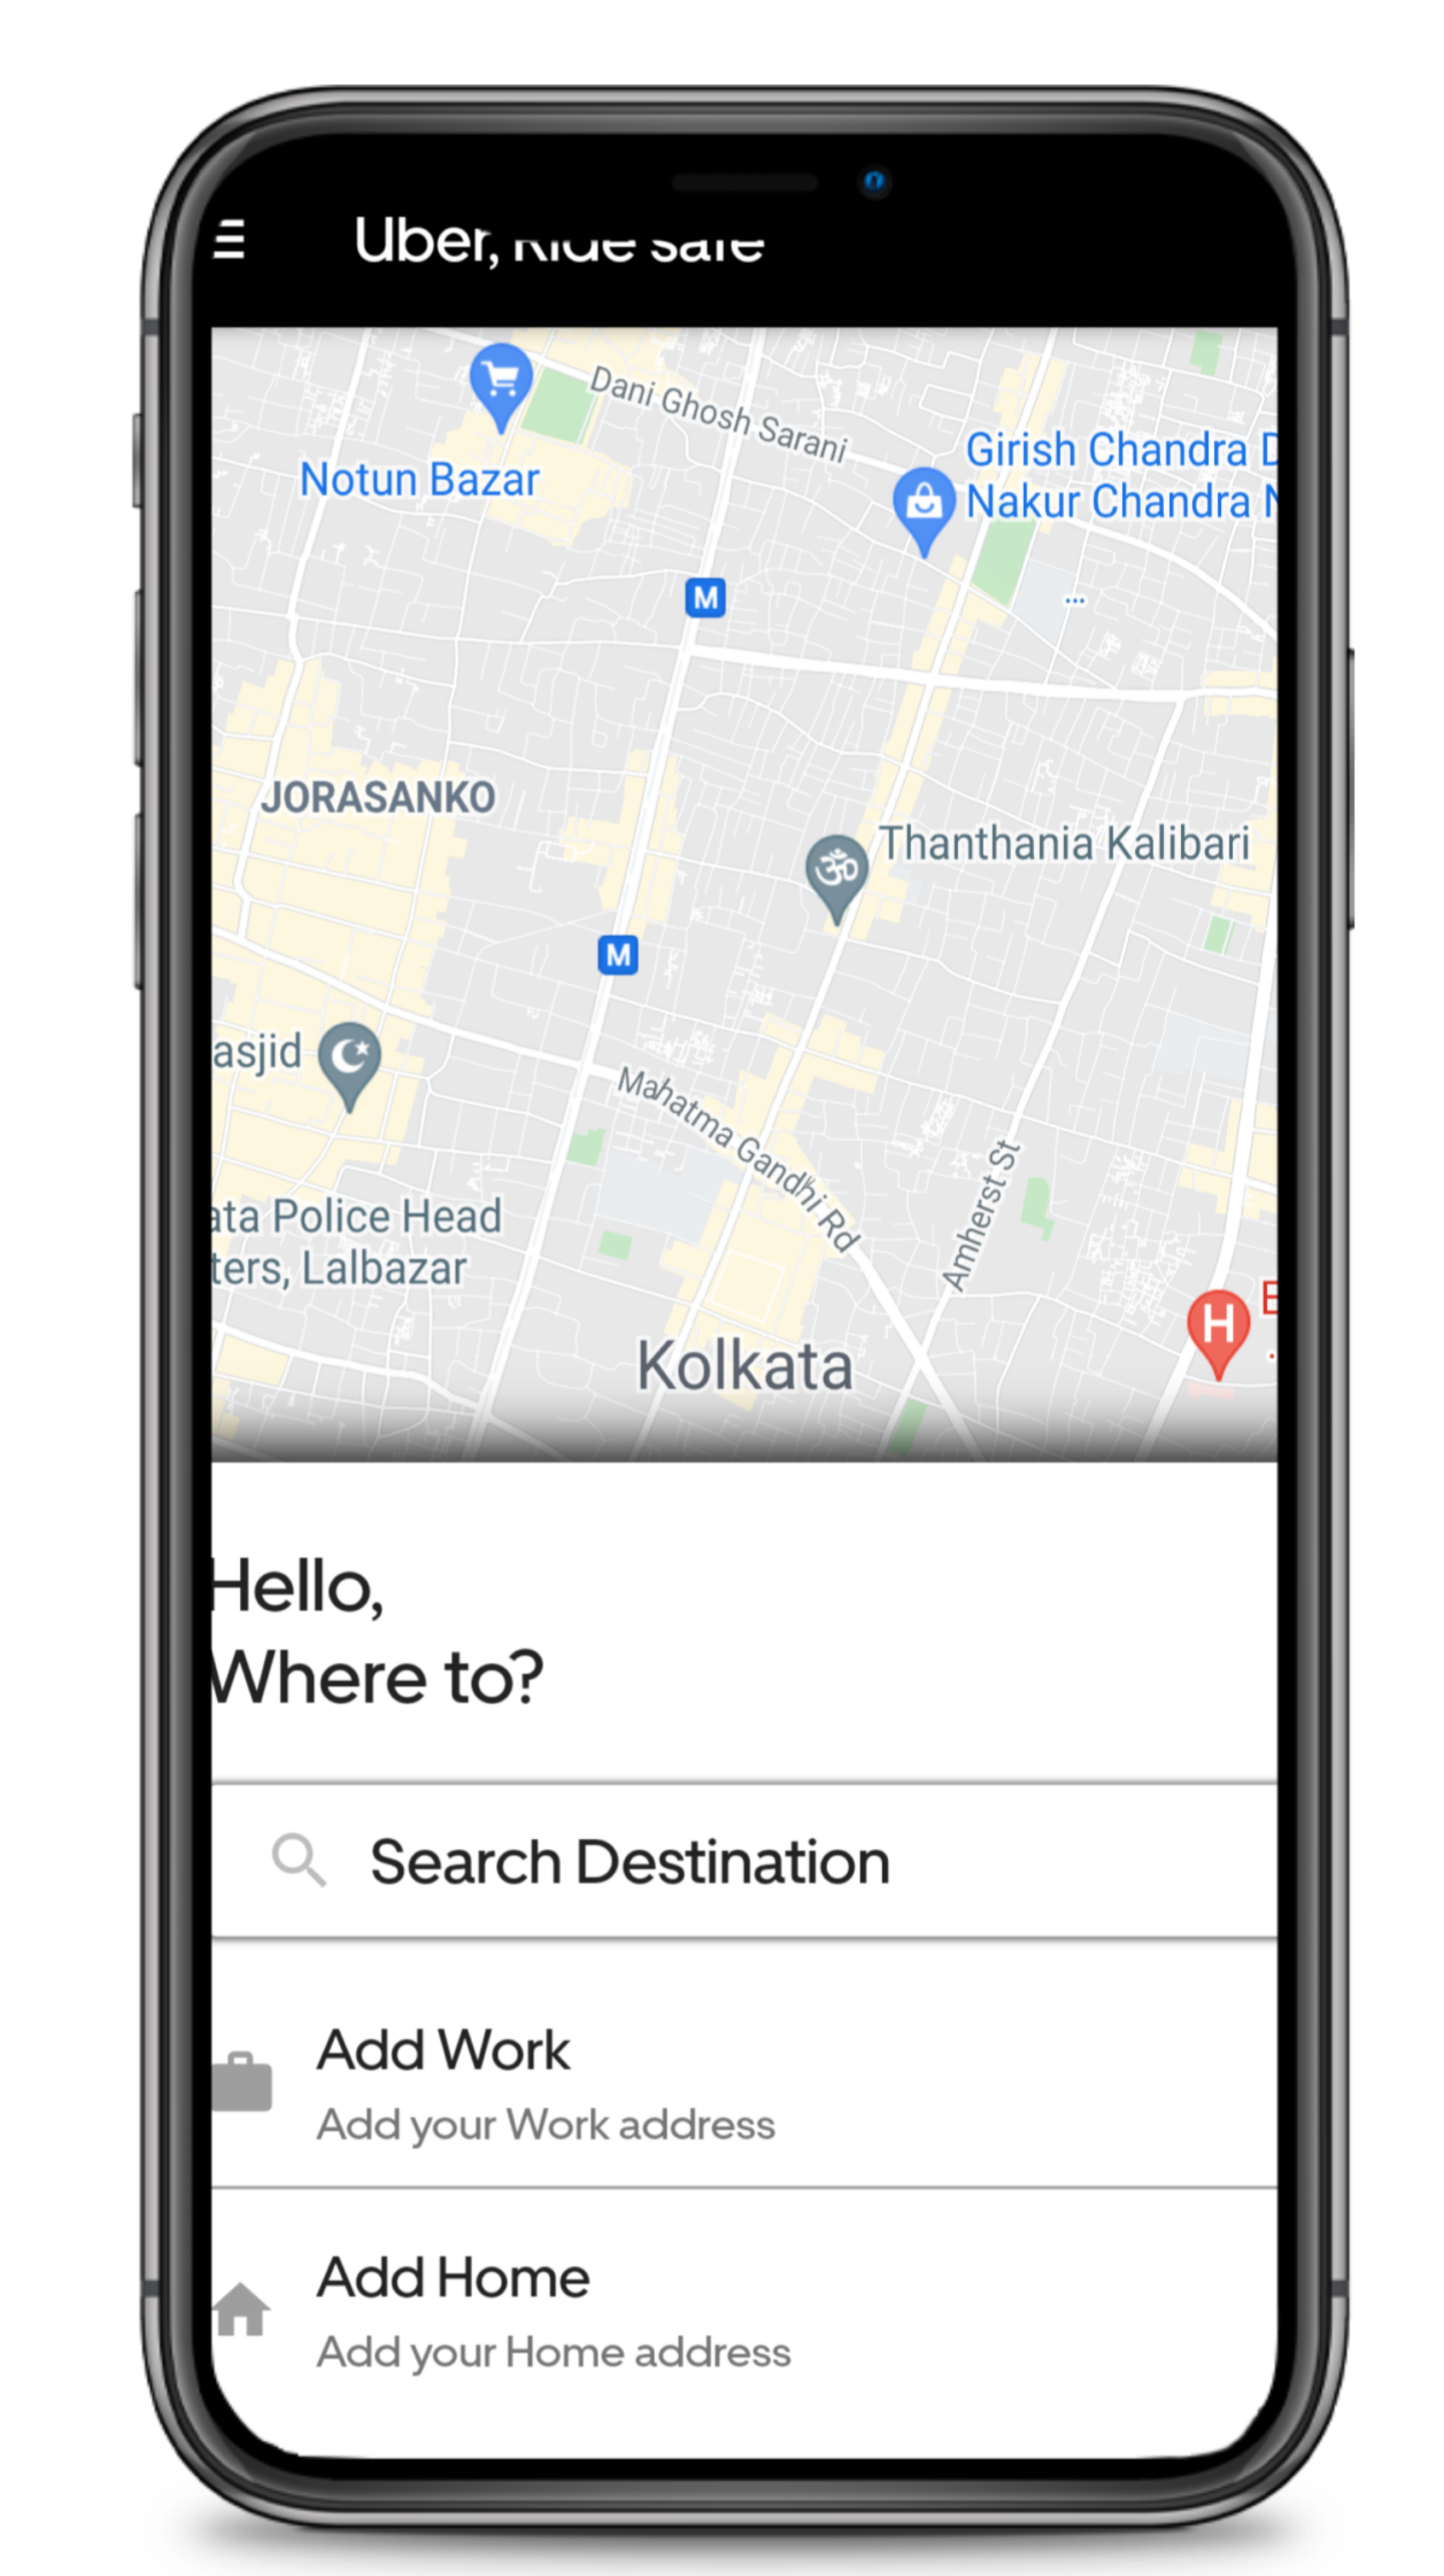 Uber, Ride safe
Dani Ghosh Sarani
Notun Bazar
Girish Chandra D
Nakur Chandra N
M
...
JORASANKO
Thanthania Kalibari
ॐ
M
asjid
Mahatma Gandhi Rd
Amherst St
ata Police Head
ters, Lalbazar
H
E
Kolkata
Hello,
Where to?
Search Destination
Add Work
Add your Work address
Add Home
Add your Home address